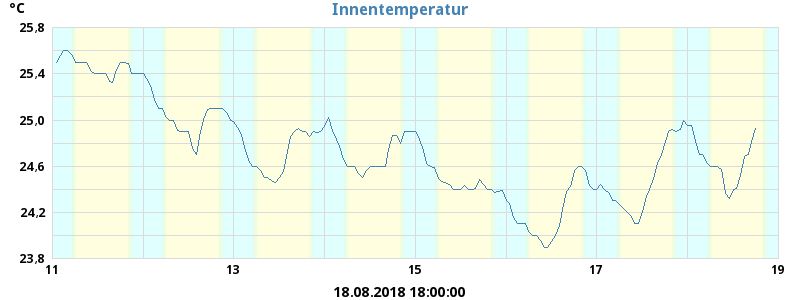 °C
Innentemperatur
25,8
25,4
25,0
24,6
24,2
23,8
11 13 15 17 19
18.08.2018 18:00:00